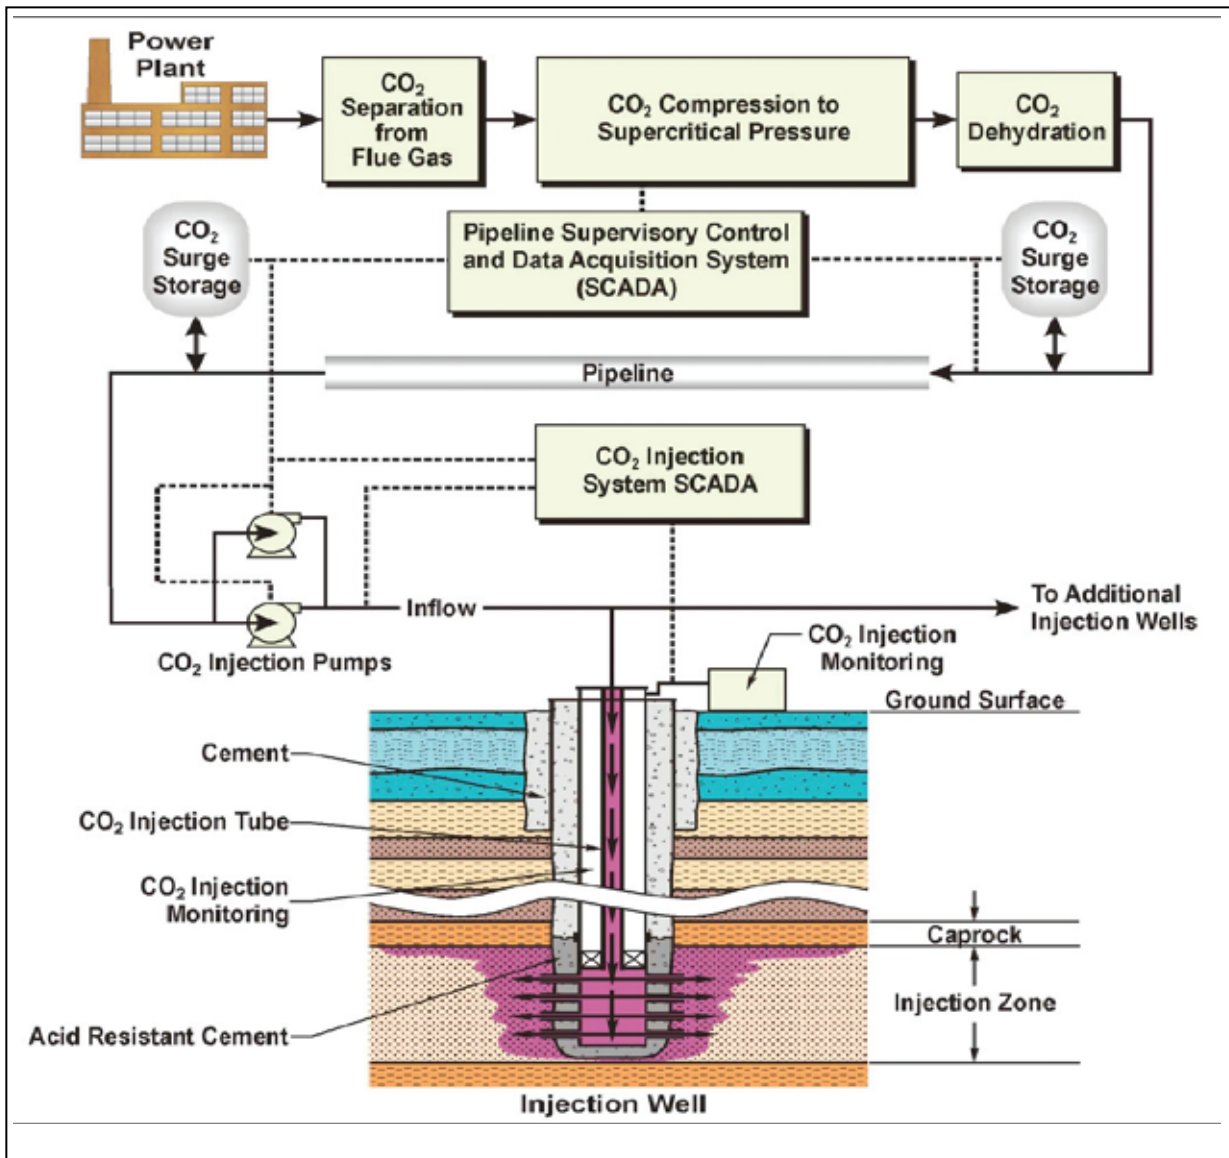 Power
Plant
CO₂
Separation
from
Flue Gas
CO₂ Compression to
Supercritical Pressure
CO₂
Dehydration
CO₂
Surge
Storage
Pipeline Supervisory Control
and Data Acquisition System
(SCADA)
CO₂
Surge
Storage
Pipeline
CO₂ Injection
System SCADA
Inflow
To Additional
Injection Wells
CO₂ Injection Pumps
CO₂ Injection
Monitoring
Ground Surface
Cement
CO₂ Injection Tube
CO₂ Injection
Monitoring
Caprock
Injection Zone
Acid Resistant Cement
Injection Well